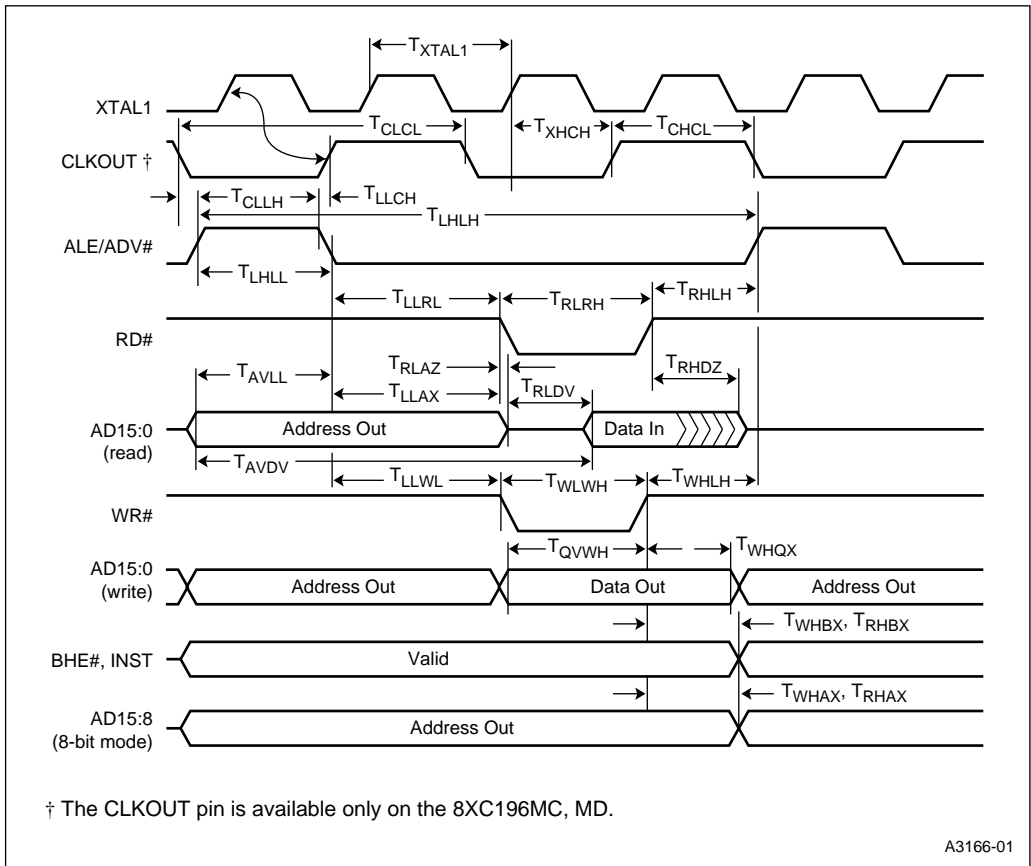 TXTAL1
XTAL1
TCLCL
TXHCH
TCHCL
CLKOUT †
TCLLH
TLLCH
TLHLH
ALE/ADV#
TLHLL
TLLRL
TRLRH
TRHLH
RD#
TRLAZ
TRHDZ
TAVLL
TLLAX
TRLDV
AD15:0
(read)
Address Out
Data In
TAVDV
TLLWL
TWLWH
TWHLH
WR#
TQVWH
TWHQX
AD15:0
(write)
Address Out
Data Out
Address Out
TWHBX, TRHBX
BHE#, INST
Valid
TWHAX, TRHAX
AD15:8
(8-bit mode)
Address Out
† The CLKOUT pin is available only on the 8XC196MC, MD.
A3166-01